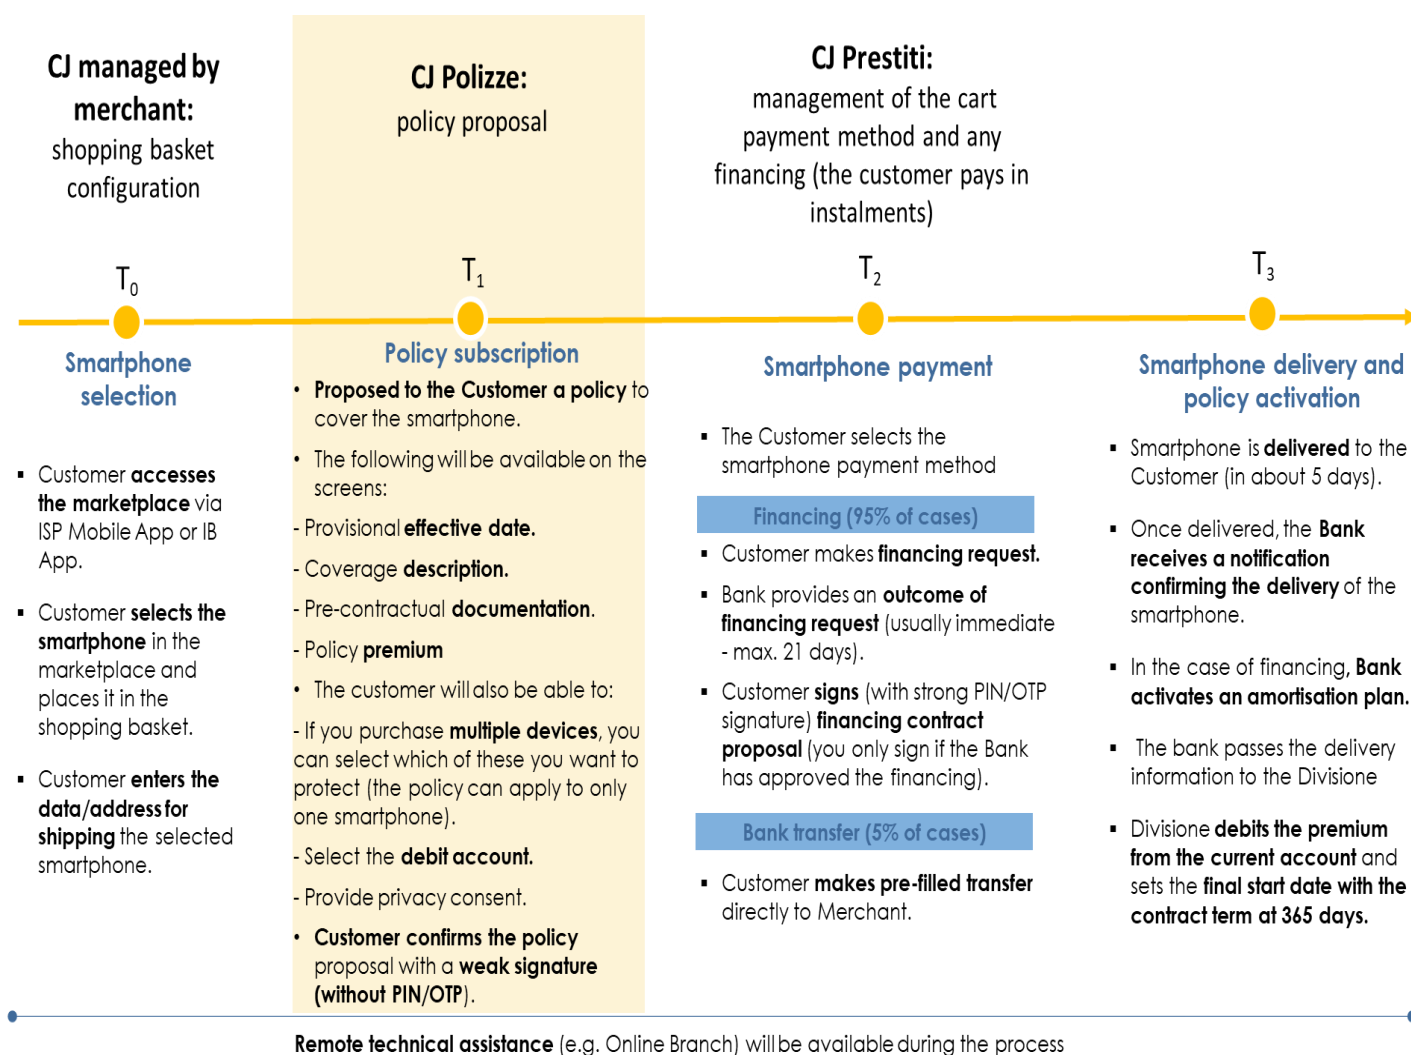 CJ managed by
merchant:
shopping basket
configuration
CJ Polizze:
policy proposal
CJ Prestiti:
management of the cart
payment method and any
financing (the customer pays in
instalments)
T0
T1
T2
T3
Smartphone
selection
▪ Customer accesses
the marketplace via
ISP Mobile App or IB
App.
▪ Customer selects the
smartphone in the
marketplace and
places it in the
shopping basket.
▪ Customer enters the
data/address for
shipping the selected
smartphone.
Policy subscription
• Proposed to the Customer a policy to
cover the smartphone.
• The following will be available on the
screens:
- Provisional effective date.
- Coverage description.
- Pre-contractual documentation.
- Policy premium
• The customer will also be able to:
- If you purchase multiple devices, you
can select which of these you want to
protect (the policy can apply to only
one smartphone).
- Select the debit account.
- Provide privacy consent.
• Customer confirms the policy
proposal with a weak signature
(without PIN/OTP).
Smartphone payment
▪ The Customer selects the
smartphone payment method
Financing (95% of cases)
▪ Customer makes financing request.
▪ Bank provides an outcome of
financing request (usually immediate
- max. 21 days).
▪ Customer signs (with strong PIN/OTP
signature) financing contract
proposal (you only sign if the Bank
has approved the financing).
Bank transfer (5% of cases)
▪ Customer makes pre-filled transfer
directly to Merchant.
Smartphone delivery and
policy activation
▪ Smartphone is delivered to the
Customer (in about 5 days).
▪ Once delivered, the Bank
receives a notification
confirming the delivery of the
smartphone.
▪ In the case of financing, Bank
activates an amortisation plan.
▪ The bank passes the delivery
information to the Divisione
▪ Divisione debits the premium
from the current account and
sets the final start date with the
contract term at 365 days.
Remote technical assistance (e.g. Online Branch) will be available during the process